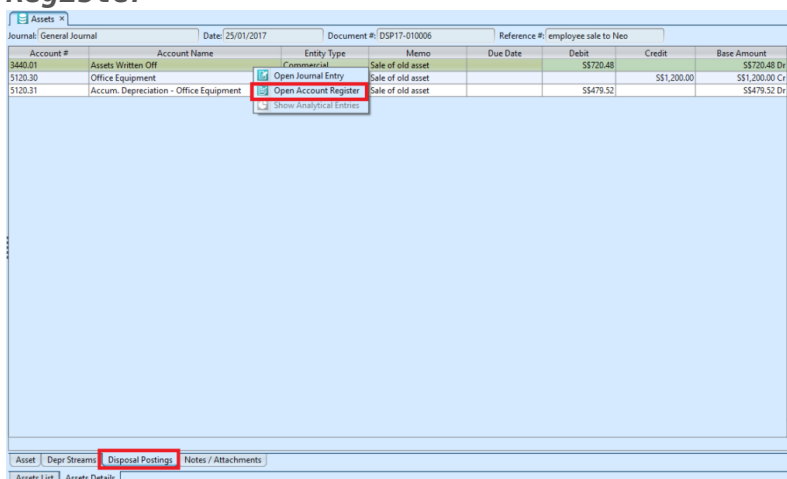 Register
Assets ×
Journal: General Journal Date: 25/01/2017 Document #: DSP17-010006 Reference #: employee sale to Neo
Account # Account Name Entity Type Memo Due Date Debit Credit Base Amount
3440.01 Assets Written Off Commercial Sale of old asset S$720.48 S$720.48 Dr
5120.30 Office Equipment Sale of old asset S$1,200.00 S$1,200.00 Cr
5120.31 Accum. Depreciation - Office Equipment Sale of old asset S$479.52 S$479.52 Dr
Open Journal Entry
Open Account Register
Show Analytical Entries
Asset Depr Streams Disposal Postings Notes / Attachments
Assets List Assets Details